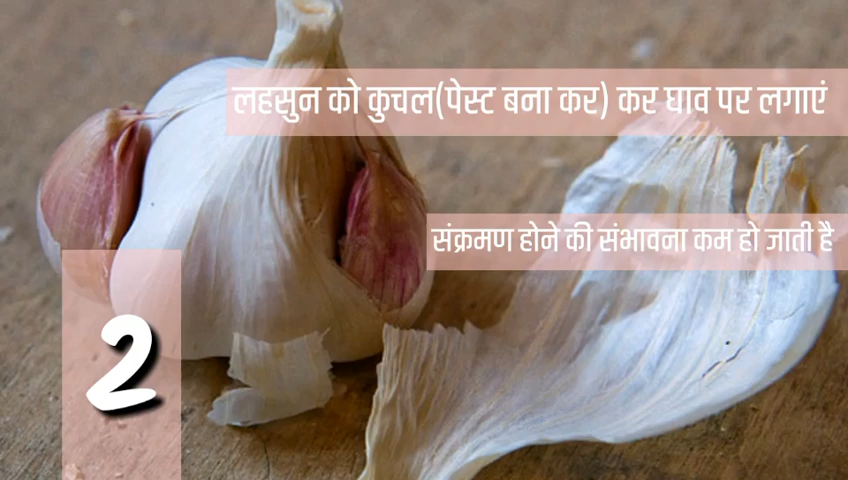 लहसुन को कुचल(पेस्ट बना कर) कर घाव पर लगाएं
संक्रमण होने की संभावना कम हो जाती है
2